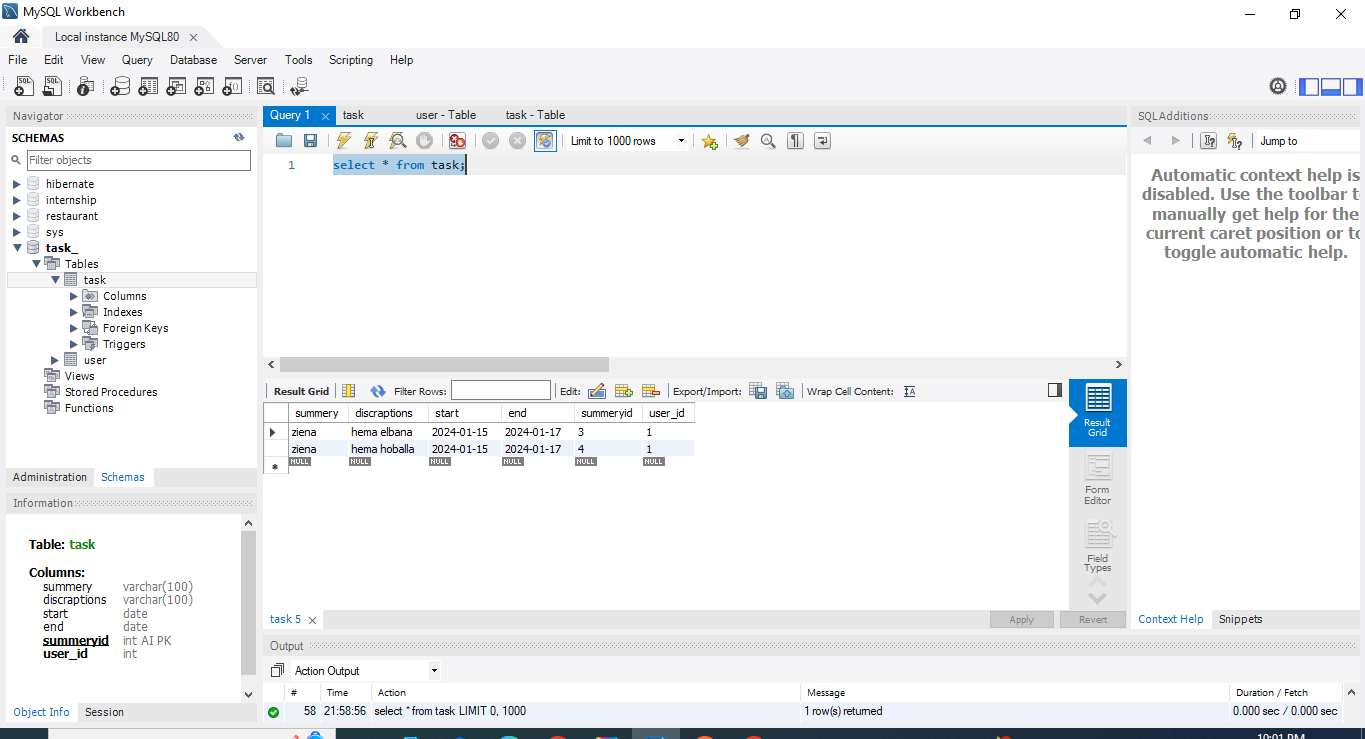 MySQL Workbench
Local instance MySQL80
File Edit View Query Database Server Tools Scripting Help
Navigator
SCHEMAS
Filter objects
hibernate
internship
restaurant
sys
task_
Tables
task
Columns
Indexes
Foreign Keys
Triggers
user
Views
Stored Procedures
Functions
Administration Schemas
Information
Table: task
Columns:
summery varchar(100)
discraptions varchar(100)
start date
end date
summeryid int AI PK
user_id int
Object Info Session
Query 1 task user - Table task - Table
Limit to 1000 rows
1 select * from task;
Result Grid Filter Rows: Edit: Export/Import: Wrap Cell Content:
summery discraptions start end summeryid user_id
ziena hema elbana 2024-01-15 2024-01-17 3 1
ziena hema hoballa 2024-01-15 2024-01-17 4 1
NULL NULL NULL NULL NULL NULL
Result Grid
Form Editor
Field Types
task 5 Apply Revert
Output
Action Output
# Time Action Message Duration / Fetch
58 21:58:56 select * from task LIMIT 0, 1000 1 row(s) returned 0.000 sec / 0.000 sec
SQLAdditions
Jump to
Automatic context help is
disabled. Use the toolbar t
manually get help for the
current caret position or to
toggle automatic help.
Context Help Snippets
10:01 PM